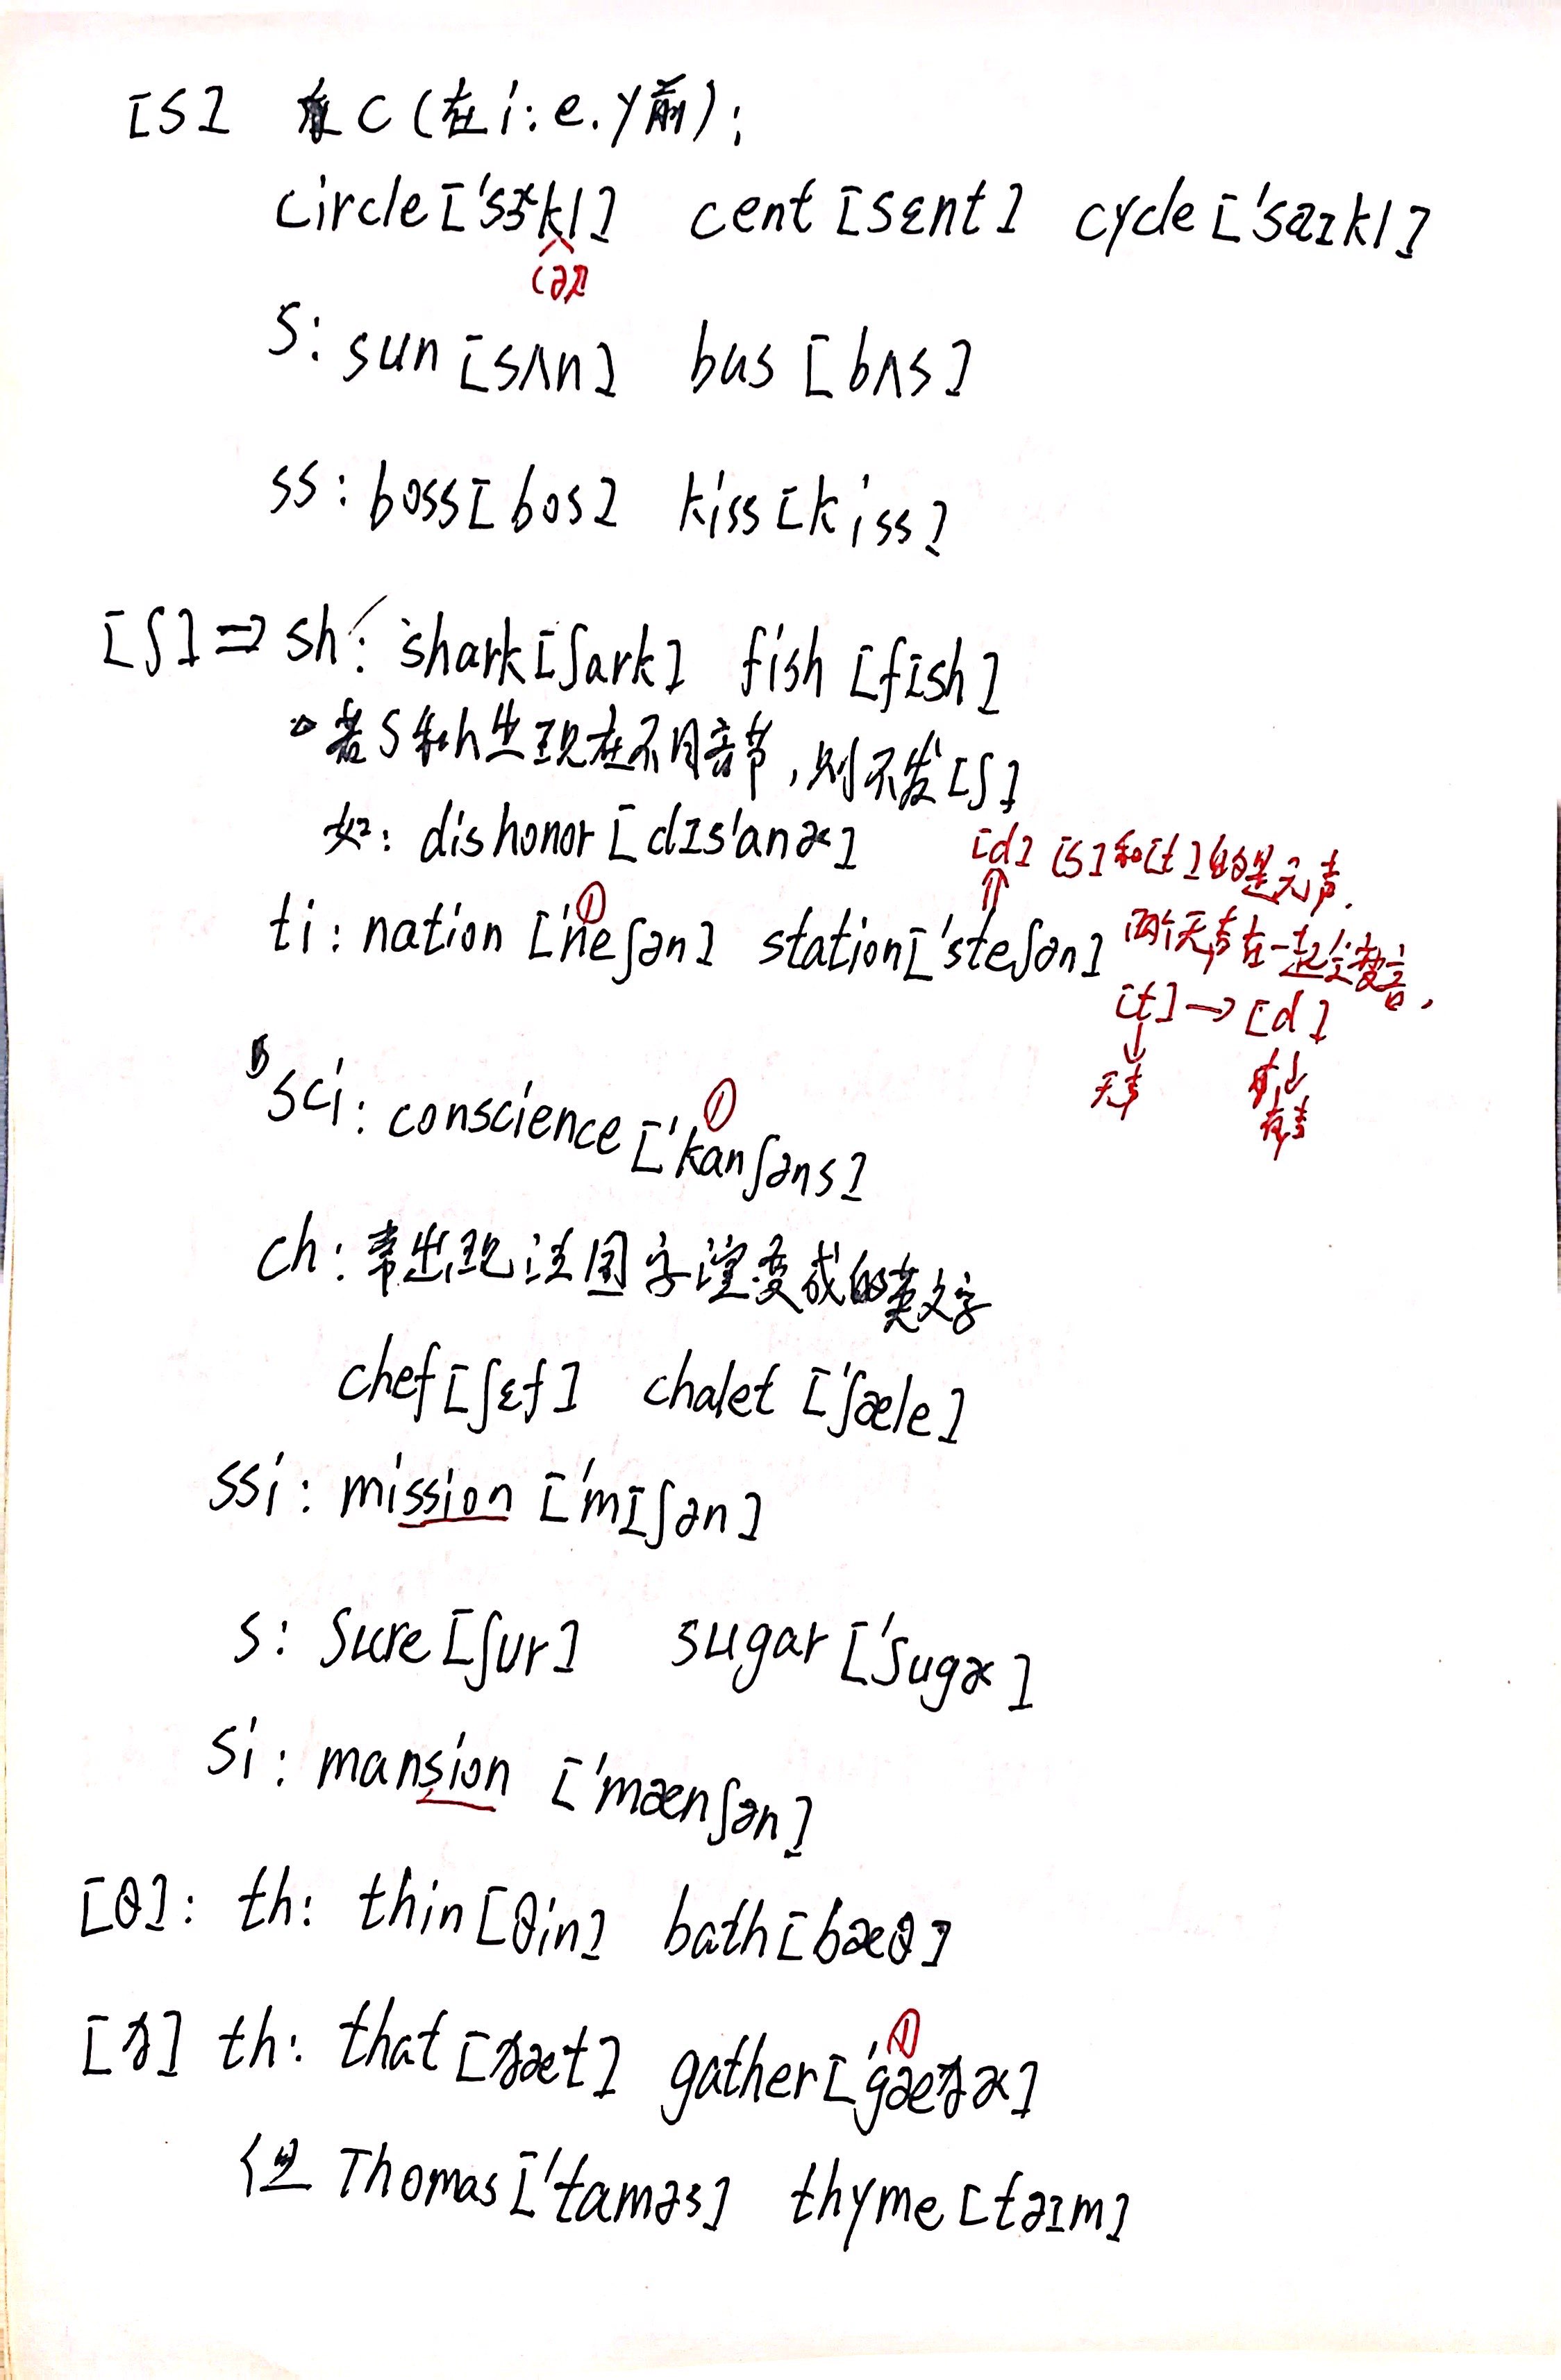 [s] 在c(在i:e.y前):
circle['sɝkl] cent[sɛnt] cycle['saɪkl]
(ə)
s: sun[sʌn] bus[bʌs]
ss: boss[bos] kiss[kiss]
[ʃ]⇒sh: shark[ʃark] fish[fɪsh]
若s和h出现在不同音节,则不发[ʃ]
如: dishonor[dɪs'anɚ]
[d] [s]和[t]的是无声.
ti: nation['neʃən] station['steʃən] 两个无声在一起会变音,
① ⇑
[t]→[d]
↓ ↓
无声 有声
sci: conscience['kanʃəns]
①
ch: 常出现法国字演变成的英文字
chef[ʃɛf] chalet['ʃæle]
ssi: mission['mɪʃən]
s: sure[ʃur] sugar['ʃugɚ]
si: mansion['mænʃən]
[θ]: th: thin[θin] bath[bæθ]
[ð] th: that[ðæt] gather['gæðɚ]
①
但 Thomas['taməs] thyme[taɪm]